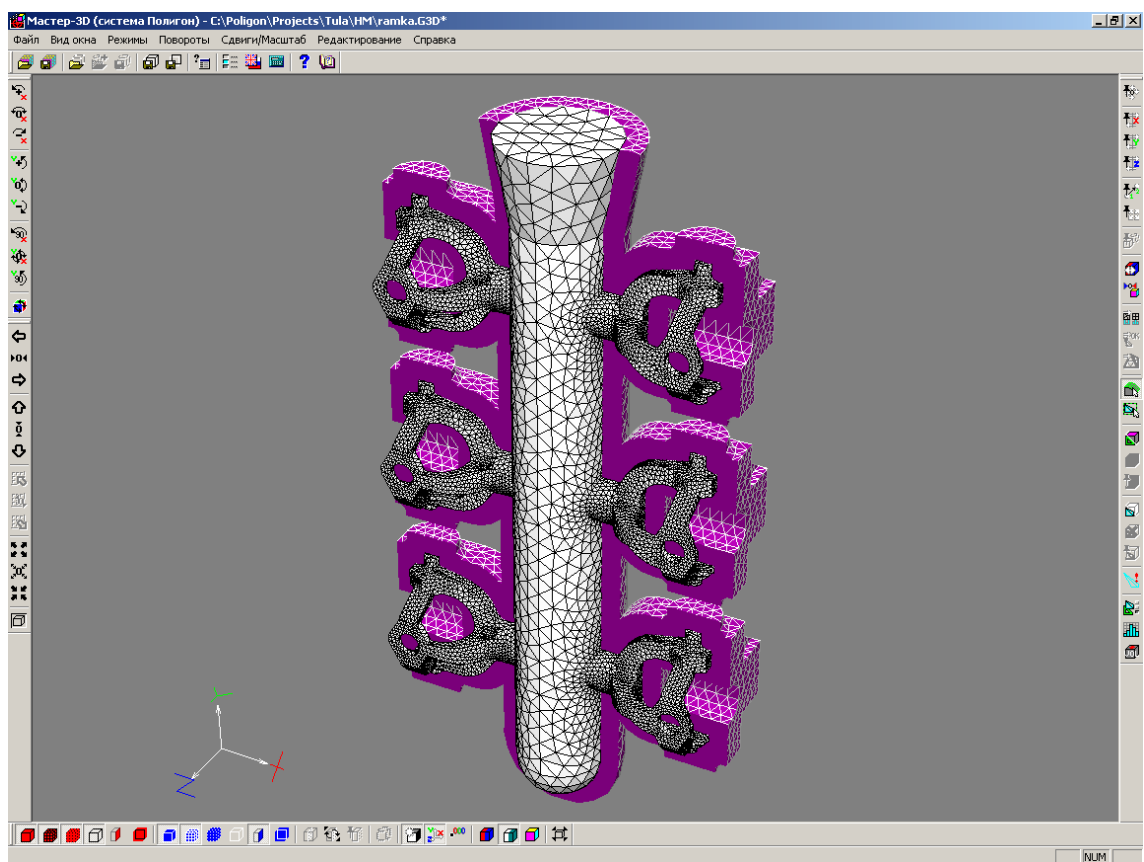 Мастер-3D (система Полигон) - C:\Poligon\Projects\Tula\HM\ramka.G3D*
Файл Вид окна Режимы Повороты Сдвиги/Масштаб Редактирование Справка
Y
X
Z
NUM